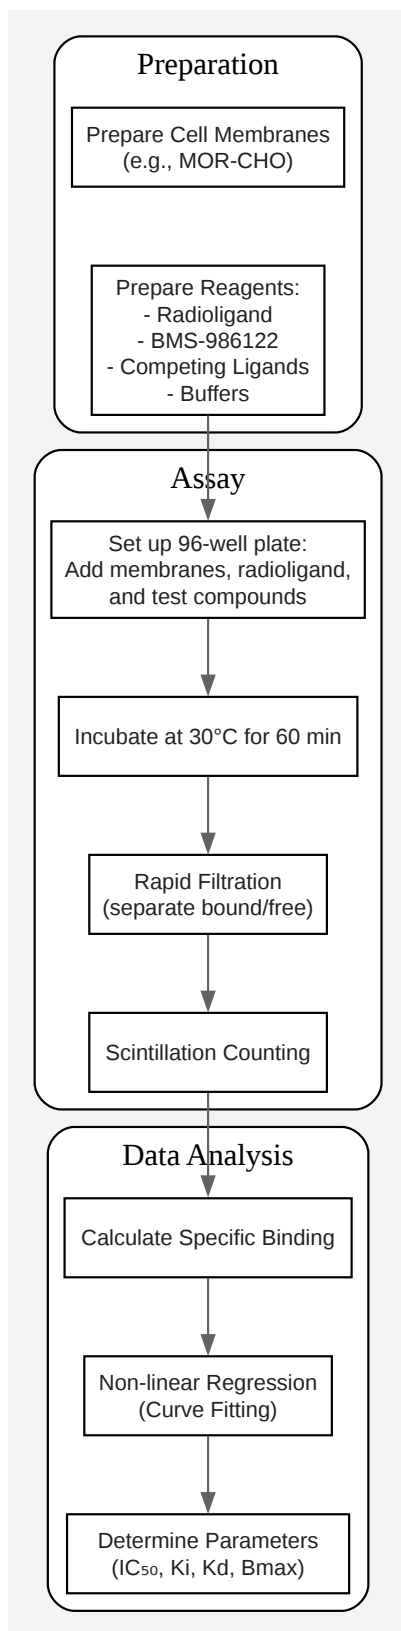 Preparation
Prepare Cell Membranes
(e.g., MOR-CHO)
Prepare Reagents:
- Radioligand
- BMS-986122
- Competing Ligands
- Buffers
Assay
Set up 96-well plate:
Add membranes, radioligand,
and test compounds
Incubate at 30°C for 60 min
Rapid Filtration
(separate bound/free)
Scintillation Counting
Data Analysis
Calculate Specific Binding
Non-linear Regression
(Curve Fitting)
Determine Parameters
(IC₅₀, Ki, Kd, Bmax)